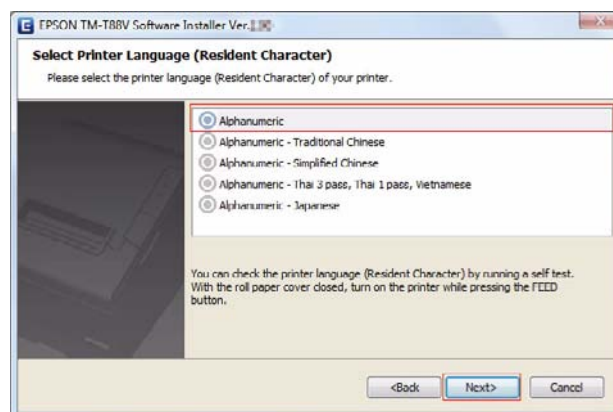 EPSON TM-T88V Software Installer Ver.
Select Printer Language (Resident Character)
Please select the printer language (Resident Character) of your printer.
Alphanumeric
Alphanumeric - Traditional Chinese
Alphanumeric - Simplified Chinese
Alphanumeric - Thai 3 pass, Thai 1 pass, Vietnamese
Alphanumeric - Japanese
You can check the printer language (Resident Character) by running a self test.
With the roll paper cover closed, turn on the printer while pressing the FEED
button.
<Back Next> Cancel